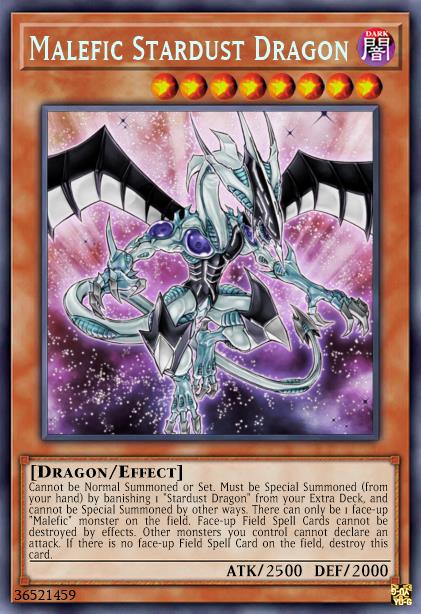 MALEFIC STARDUST DRAGON
DARK
闇
[DRAGON/EFFECT]
Cannot be Normal Summoned or Set. Must be Special Summoned (from
your hand) by banishing 1 "Stardust Dragon" from your Extra Deck, and
cannot be Special Summoned by other ways. There can only be 1 face-up
"Malefic" monster on the field. Face-up Field Spell Cards cannot be
destroyed by effects. Other monsters you control cannot declare an
attack. If there is no face-up Field Spell Card on the field, destroy this
card.
ATK/2500 DEF/2000
36521459